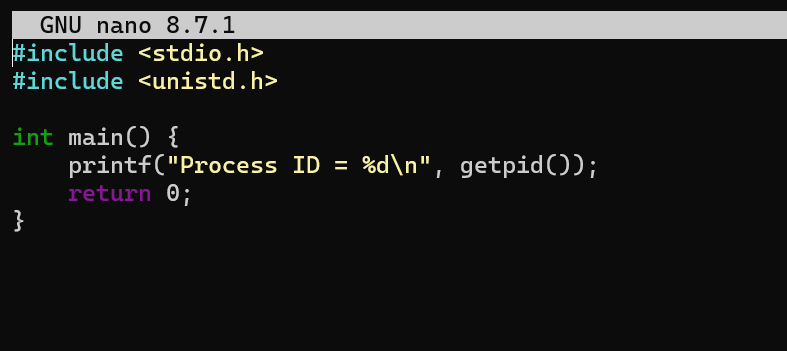 GNU nano 8.7.1
#include <stdio.h>
#include <unistd.h>

int main() {
    printf("Process ID = %d\n", getpid());
    return 0;
}